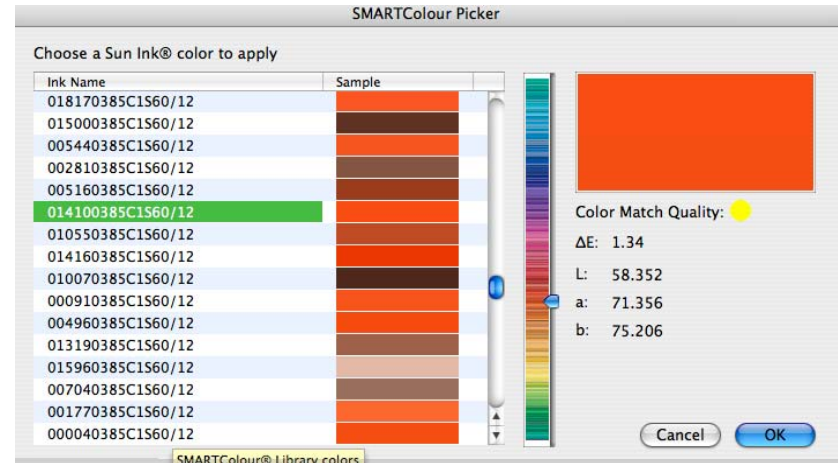 SMARTColour Picker
Choose a Sun Ink® color to apply
Ink Name Sample
018170385C1S60/12
015000385C1S60/12
005440385C1S60/12
002810385C1S60/12
005160385C1S60/12
014100385C1S60/12
010550385C1S60/12
014160385C1S60/12
010070385C1S60/12
000910385C1S60/12
004960385C1S60/12
013190385C1S60/12
015960385C1S60/12
007040385C1S60/12
001770385C1S60/12
000040385C1S60/12
Color Match Quality:
ΔE: 1.34
L: 58.352
a: 71.356
b: 75.206
Cancel OK
SMARTColour® Library colors